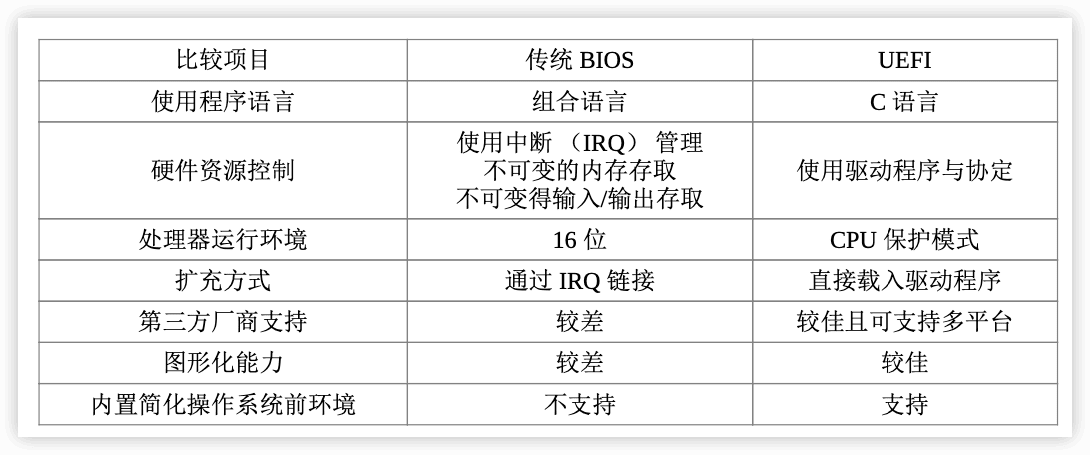 比较项目 传统 BIOS UEFI
使用程序语言 组合语言 C 语言
硬件资源控制 使用中断 （IRQ） 管理
不可变的内存存取
不可变得输入/输出存取 使用驱动程序与协定
处理器运行环境 16 位 CPU 保护模式
扩充方式 通过 IRQ 链接 直接载入驱动程序
第三方厂商支持 较差 较佳且可支持多平台
图形化能力 较差 较佳
内置简化操作系统前环境 不支持 支持